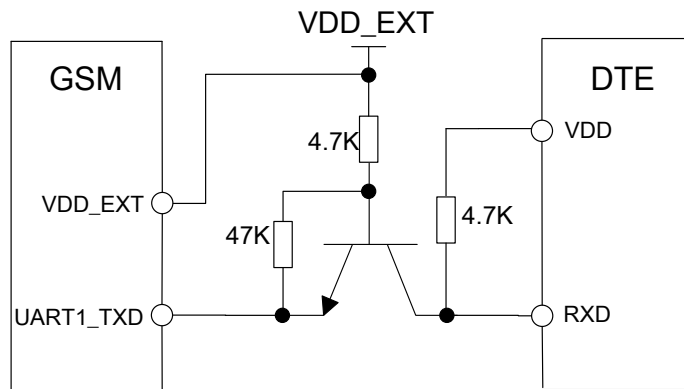 VDD_EXT
GSM
DTE
VDD
4.7K
VDD_EXT
47K
4.7K
UART1_TXD
RXD